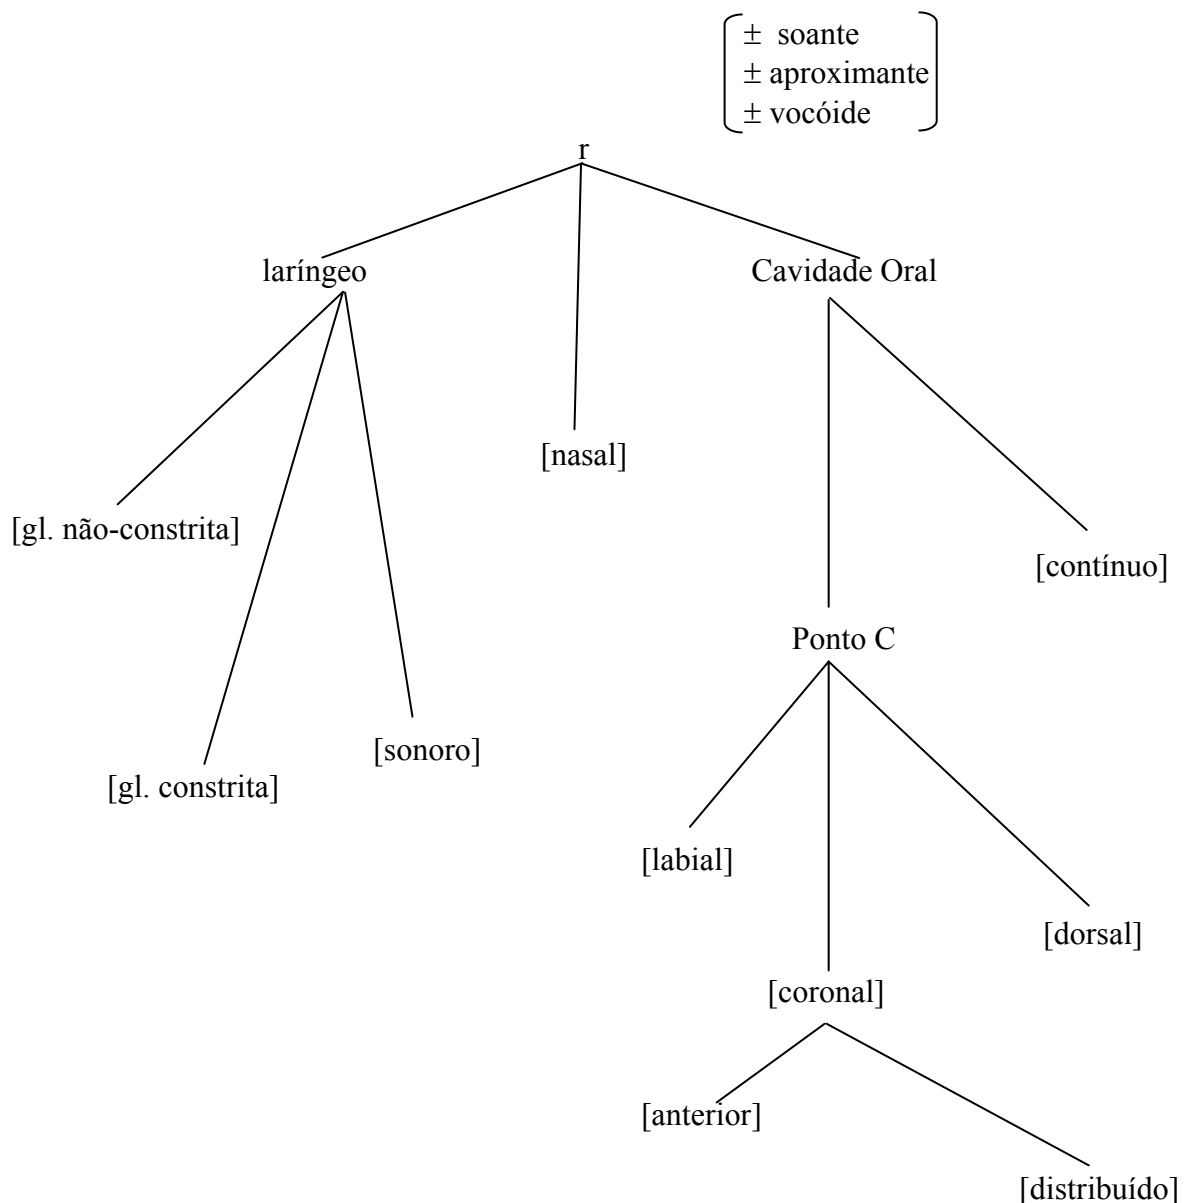 ± soante
± aproximante
± vocóide
r
laríngeo
Cavidade Oral
[nasal]
[gl. não-constrita]
[contínuo]
Ponto C
[sonoro]
[gl. constrita]
[labial]
[dorsal]
[coronal]
[anterior]
[distribuído]